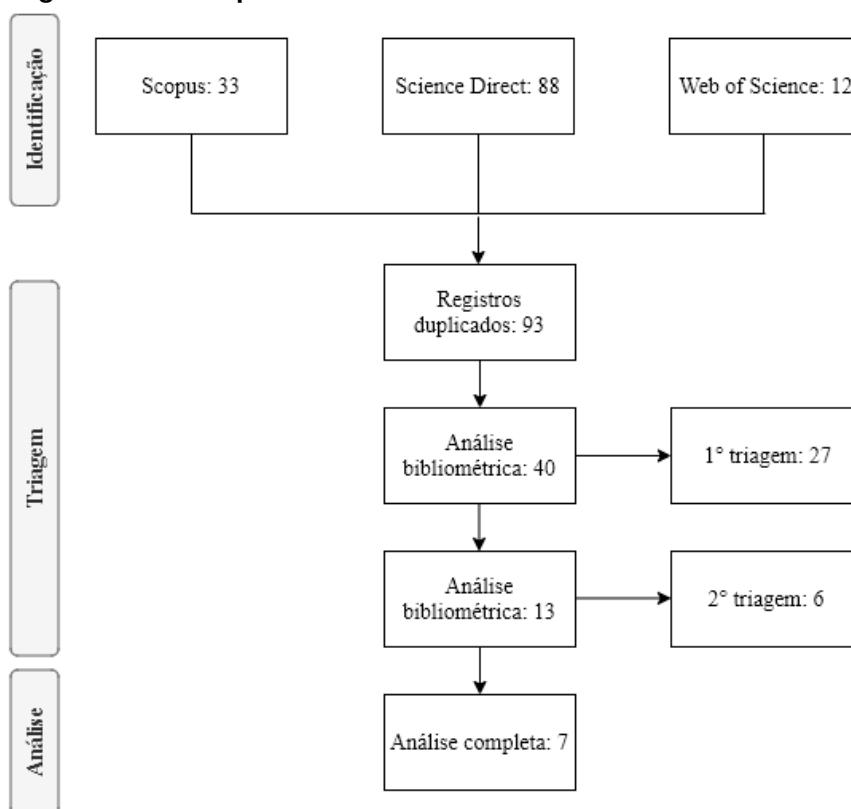 Identificação
Scopus: 33
Science Direct: 88
Web of Science: 12
Triagem
Registros
duplicados: 93
Análise
bibliométrica: 40
1° triagem: 27
Análise
bibliométrica: 13
2° triagem: 6
Análise
Análise completa: 7